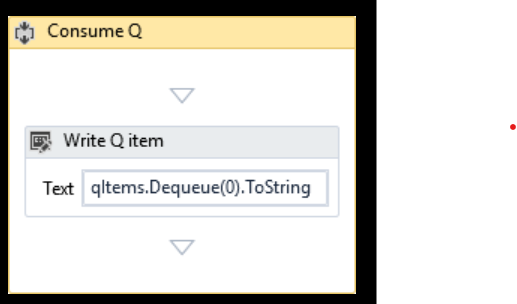 Consume Q
Write Q item
Text qItems.Dequeue(0).ToString